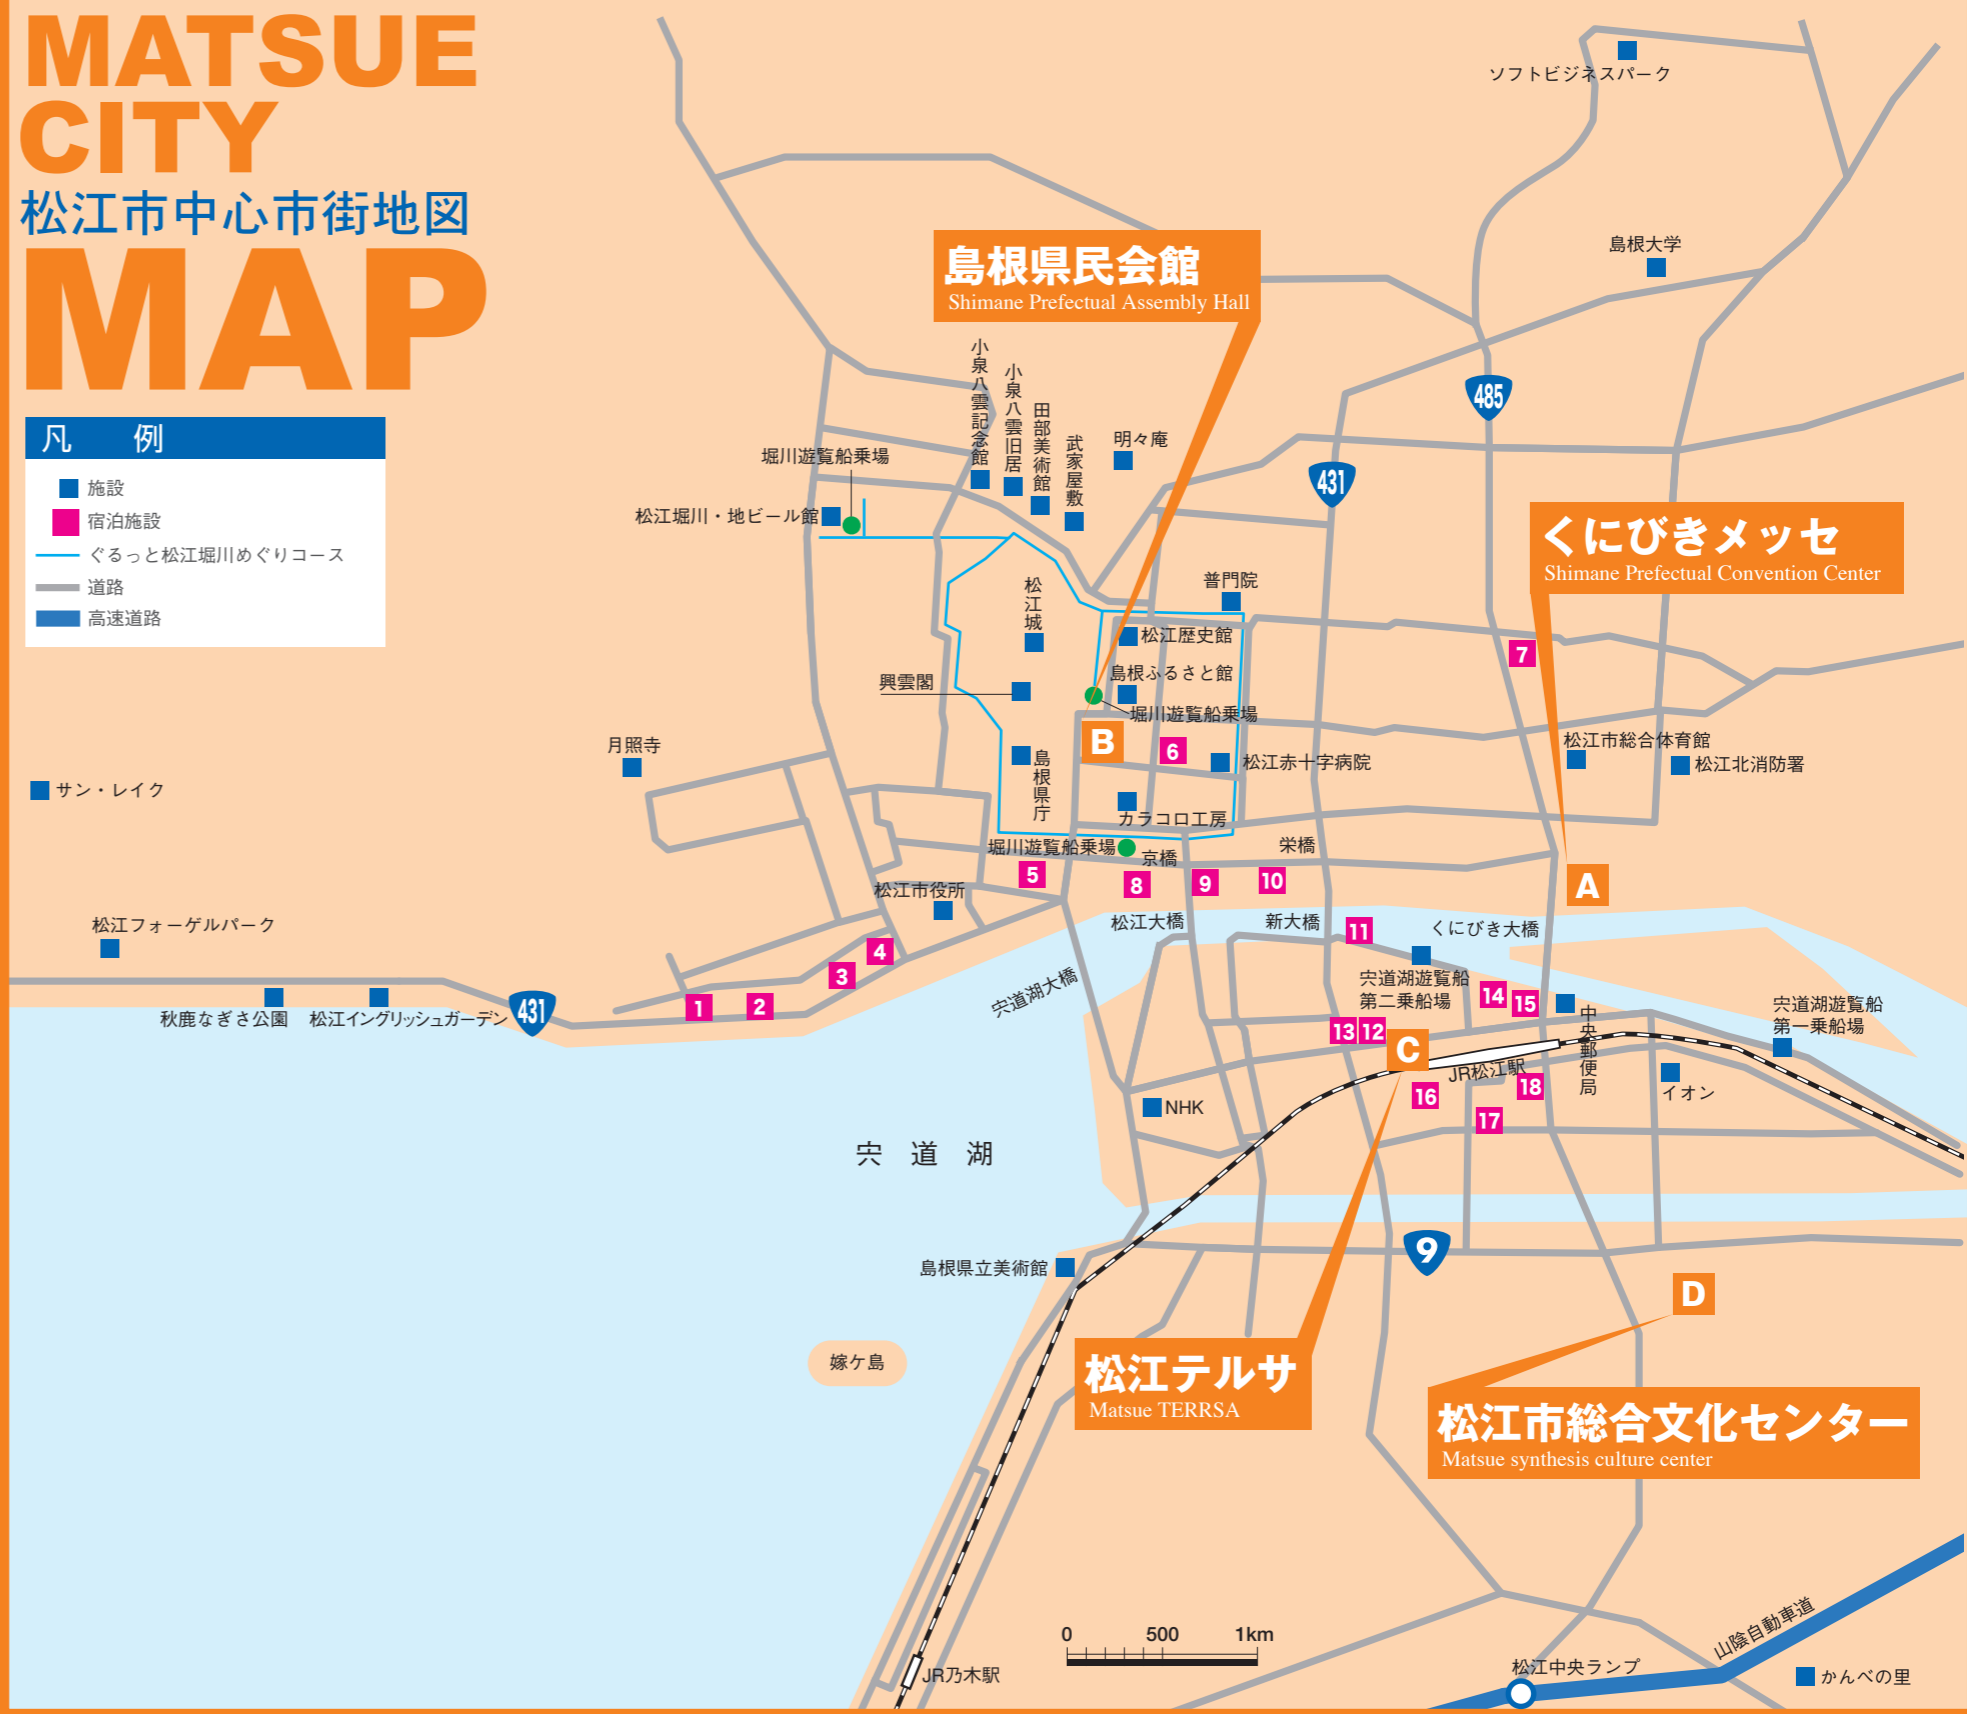 MATSUE
CITY
松江市中心市街地図
MAP
凡 例
施設
宿泊施設
ぐるっと松江堀川めぐりコース
道路
高速道路
ソフトビジネスパーク
島根大学
島根県民会館
Shimane Prefectual Assembly Hall
485
431
小泉八雲記念館
小泉八雲旧居
田部美術館
武家屋敷
明々庵
堀川遊覧船乗場
松江堀川・地ビール館
くにびきメッセ
Shimane Prefectual Convention Center
松江城
普門院
松江歴史館
7
興雲閣
島根ふるさと館
堀川遊覧船乗場
B
6
月照寺
島根県庁
松江赤十字病院
松江市総合体育館
松江北消防署
サン・レイク
カラコロ工房
堀川遊覧船乗場
京橋
栄橋
5
8
9
10
A
松江市役所
松江フォーゲルパーク
松江大橋
新大橋
11
くにびき大橋
4
3
宍道湖大橋
宍道湖遊覧船
第二乗船場
14
15
1
2
431
秋鹿なぎさ公園
松江イングリッシュガーデン
13
12
C
中央郵便局
宍道湖遊覧船
第一乗船場
JR松江駅
16
18
17
イオン
NHK
宍道湖
島根県立美術館
9
D
嫁ケ島
松江テルサ
Matsue TERRSA
松江市総合文化センター
Matsue synthesis culture center
0 500 1km
山陰自動車道
松江中央ランプ
かんべの里
JR乃木駅